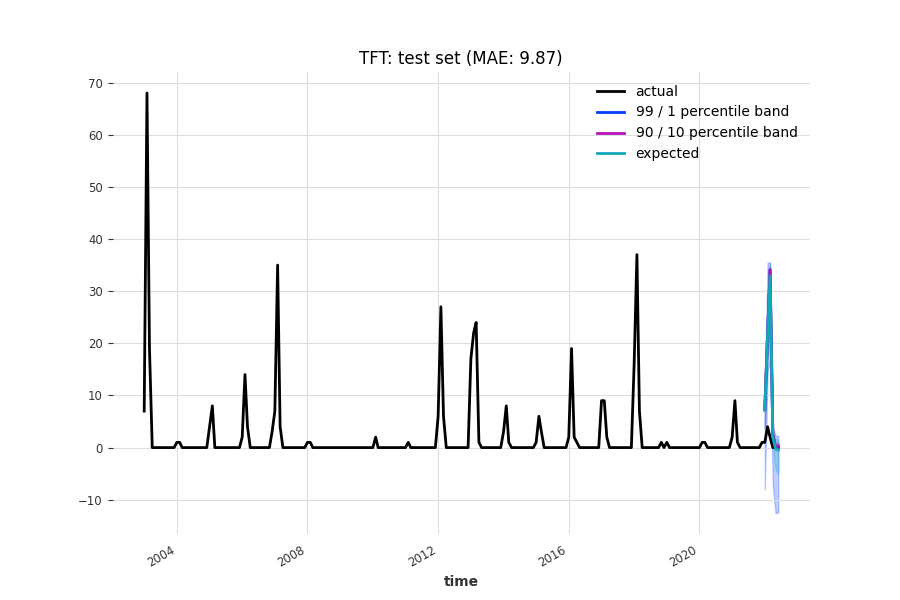 TFT: test set (MAE: 9.87)
actual
99 / 1 percentile band
90 / 10 percentile band
expected
70
60
50
40
30
20
10
0
−10
2004
2008
2012
2016
2020
time